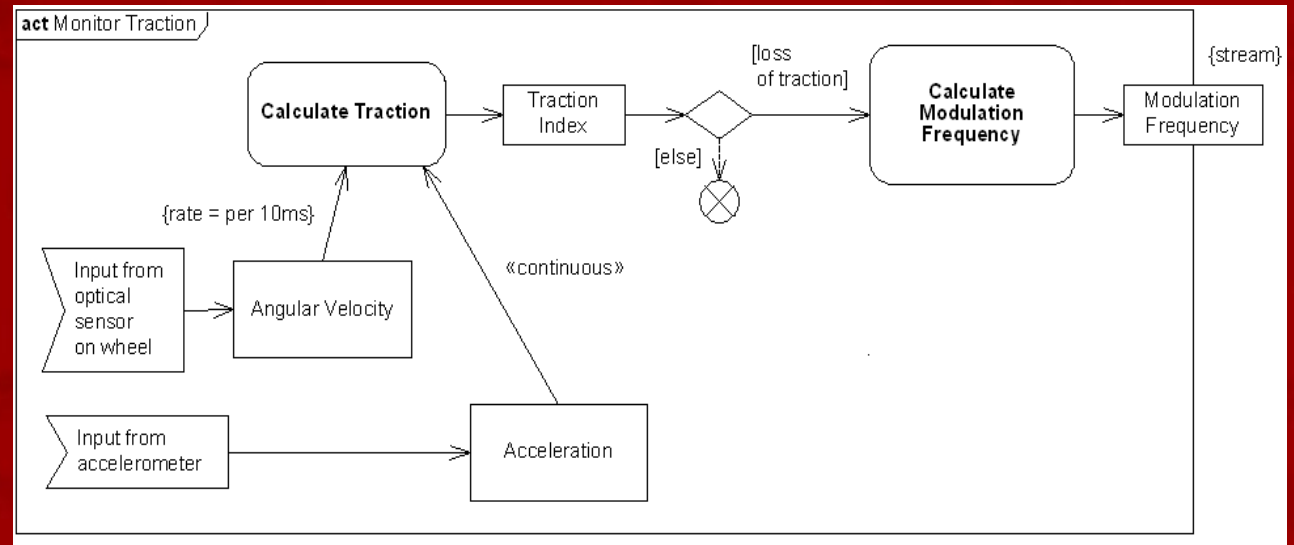 act Monitor Traction
[loss
of traction]
{stream}
Calculate Traction
Traction
Index
Calculate
Modulation
Frequency
Modulation
Frequency
[else]
{rate = per 10ms}
Input from
optical
sensor
on wheel
Angular Velocity
«continuous»
Input from
accelerometer
Acceleration